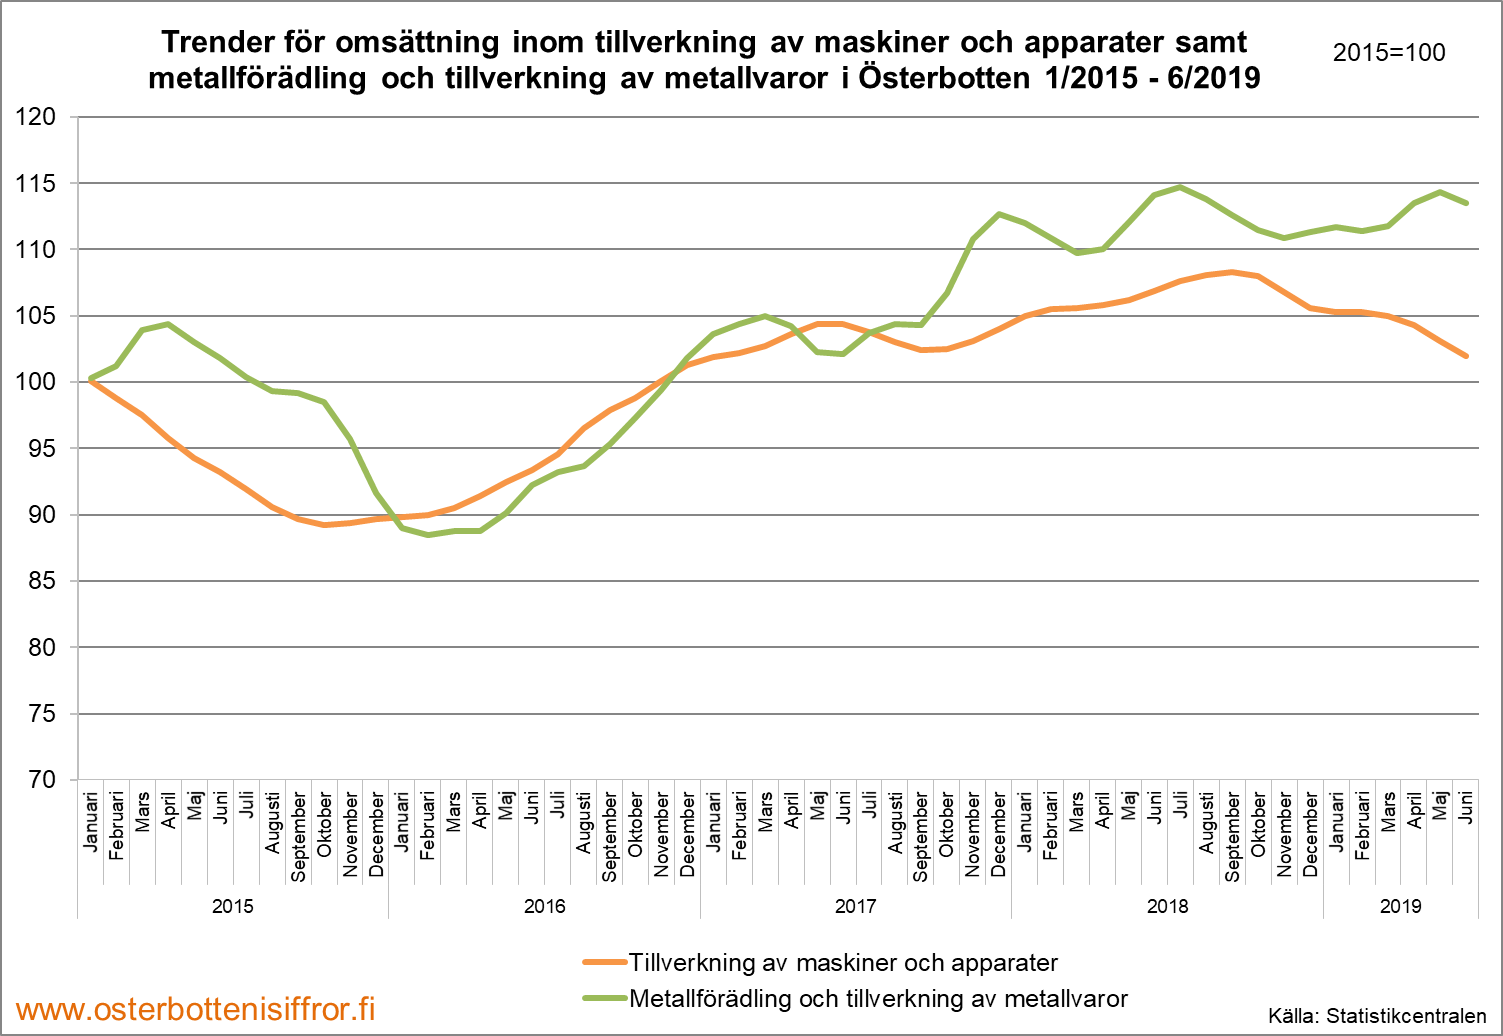 Trender för omsättning inom tillverkning av maskiner och apparater samt
metallförädling och tillverkning av metallvaror i Österbotten 1/2015 - 6/2019
2015=100
120
115
110
105
100
95
90
85
80
75
70
Januari
Februari
Mars
April
Maj
Juni
Juli
Augusti
September
Oktober
November
December
Januari
Februari
Mars
April
Maj
Juni
Juli
Augusti
September
Oktober
November
December
Januari
Februari
Mars
April
Maj
Juni
Juli
Augusti
September
Oktober
November
December
Januari
Februari
Mars
April
Maj
Juni
Juli
Augusti
September
Oktober
November
December
Januari
Februari
Mars
April
Maj
Juni
2015
2016
2017
2018
2019
Tillverkning av maskiner och apparater
Metallförädling och tillverkning av metallvaror
www.osterbottenisiffror.fi
Källa: Statistikcentralen